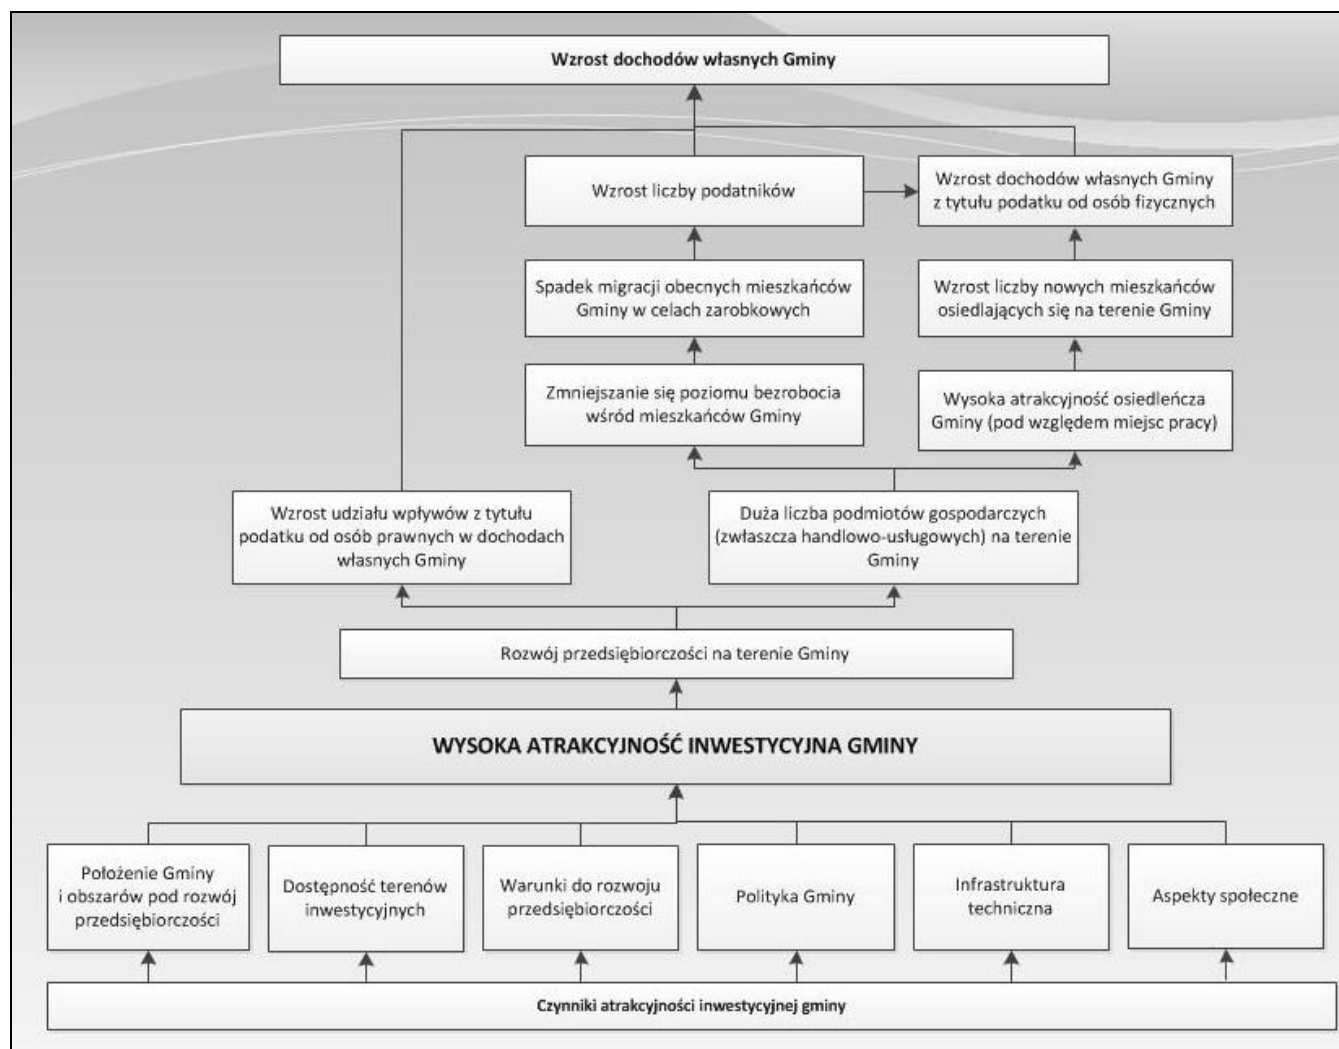 Wzrost dochodów własnych Gminy
Wzrost liczby podatników
Wzrost dochodów własnych Gminy
z tytułu podatku od osób fizycznych
Spadek migracji obecnych mieszkańców
Gminy w celach zarobkowych
Wzrost liczby nowych mieszkańców
osiedlających się na terenie Gminy
Zmniejszanie się poziomu bezrobocia
wśród mieszkańców Gminy
Wysoka atrakcyjność osiedleńcza
Gminy (pod względem miejsc pracy)
Wzrost udziału wpływów z tytułu
podatku od osób prawnych w dochodach
własnych Gminy
Duża liczba podmiotów gospodarczych
(zwłaszcza handlowo-usługowych) na terenie
Gminy
Rozwój przedsiębiorczości na terenie Gminy
WYSOKA ATRAKCYJNOŚĆ INWESTYCYJNA GMINY
Położenie Gminy
i obszarów pod rozwój
przedsiębiorczości
Dostępność terenów
inwestycyjnych
Warunki do rozwoju
przedsiębiorczości
Polityka Gminy
Infrastruktura
techniczna
Aspekty społeczne
Czynniki atrakcyjności inwestycyjnej gminy